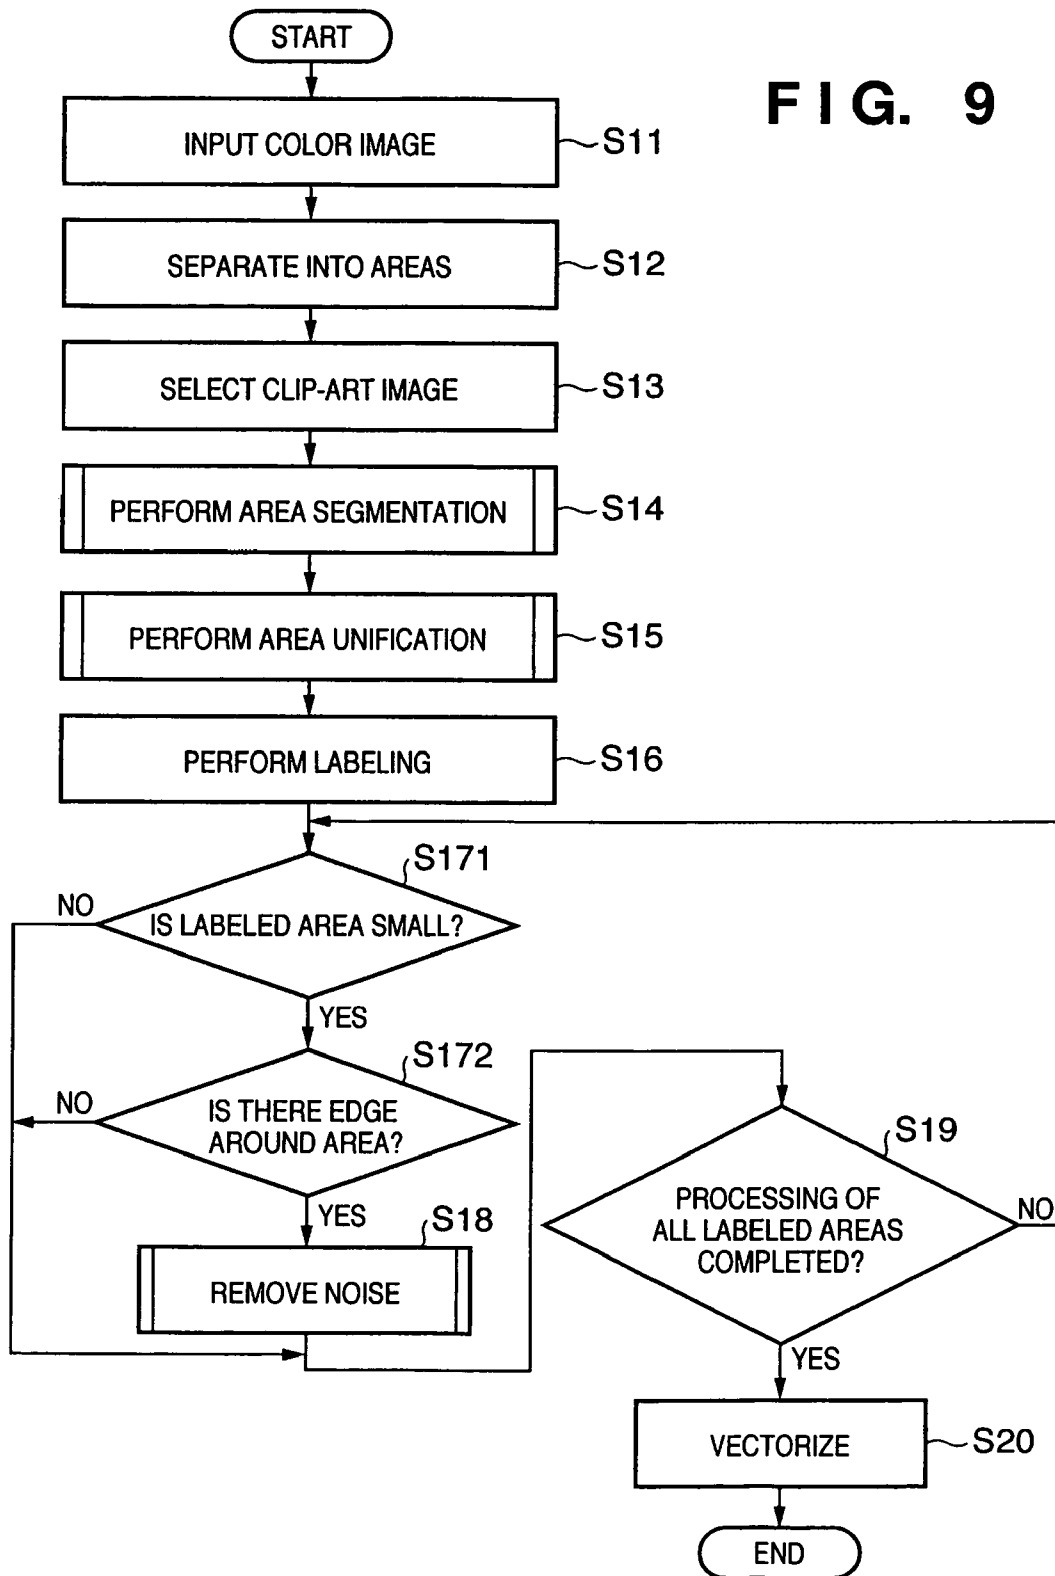 START
FIG. 9
INPUT COLOR IMAGE
S11
SEPARATE INTO AREAS
S12
SELECT CLIP-ART IMAGE
S13
PERFORM AREA SEGMENTATION
S14
PERFORM AREA UNIFICATION
S15
PERFORM LABELING
S16
S171
NO
IS LABELED AREA SMALL?
YES
S172
NO
IS THERE EDGE
AROUND AREA?
YES
S18
REMOVE NOISE
S19
PROCESSING OF
ALL LABELED AREAS
COMPLETED?
NO
YES
VECTORIZE
S20
END